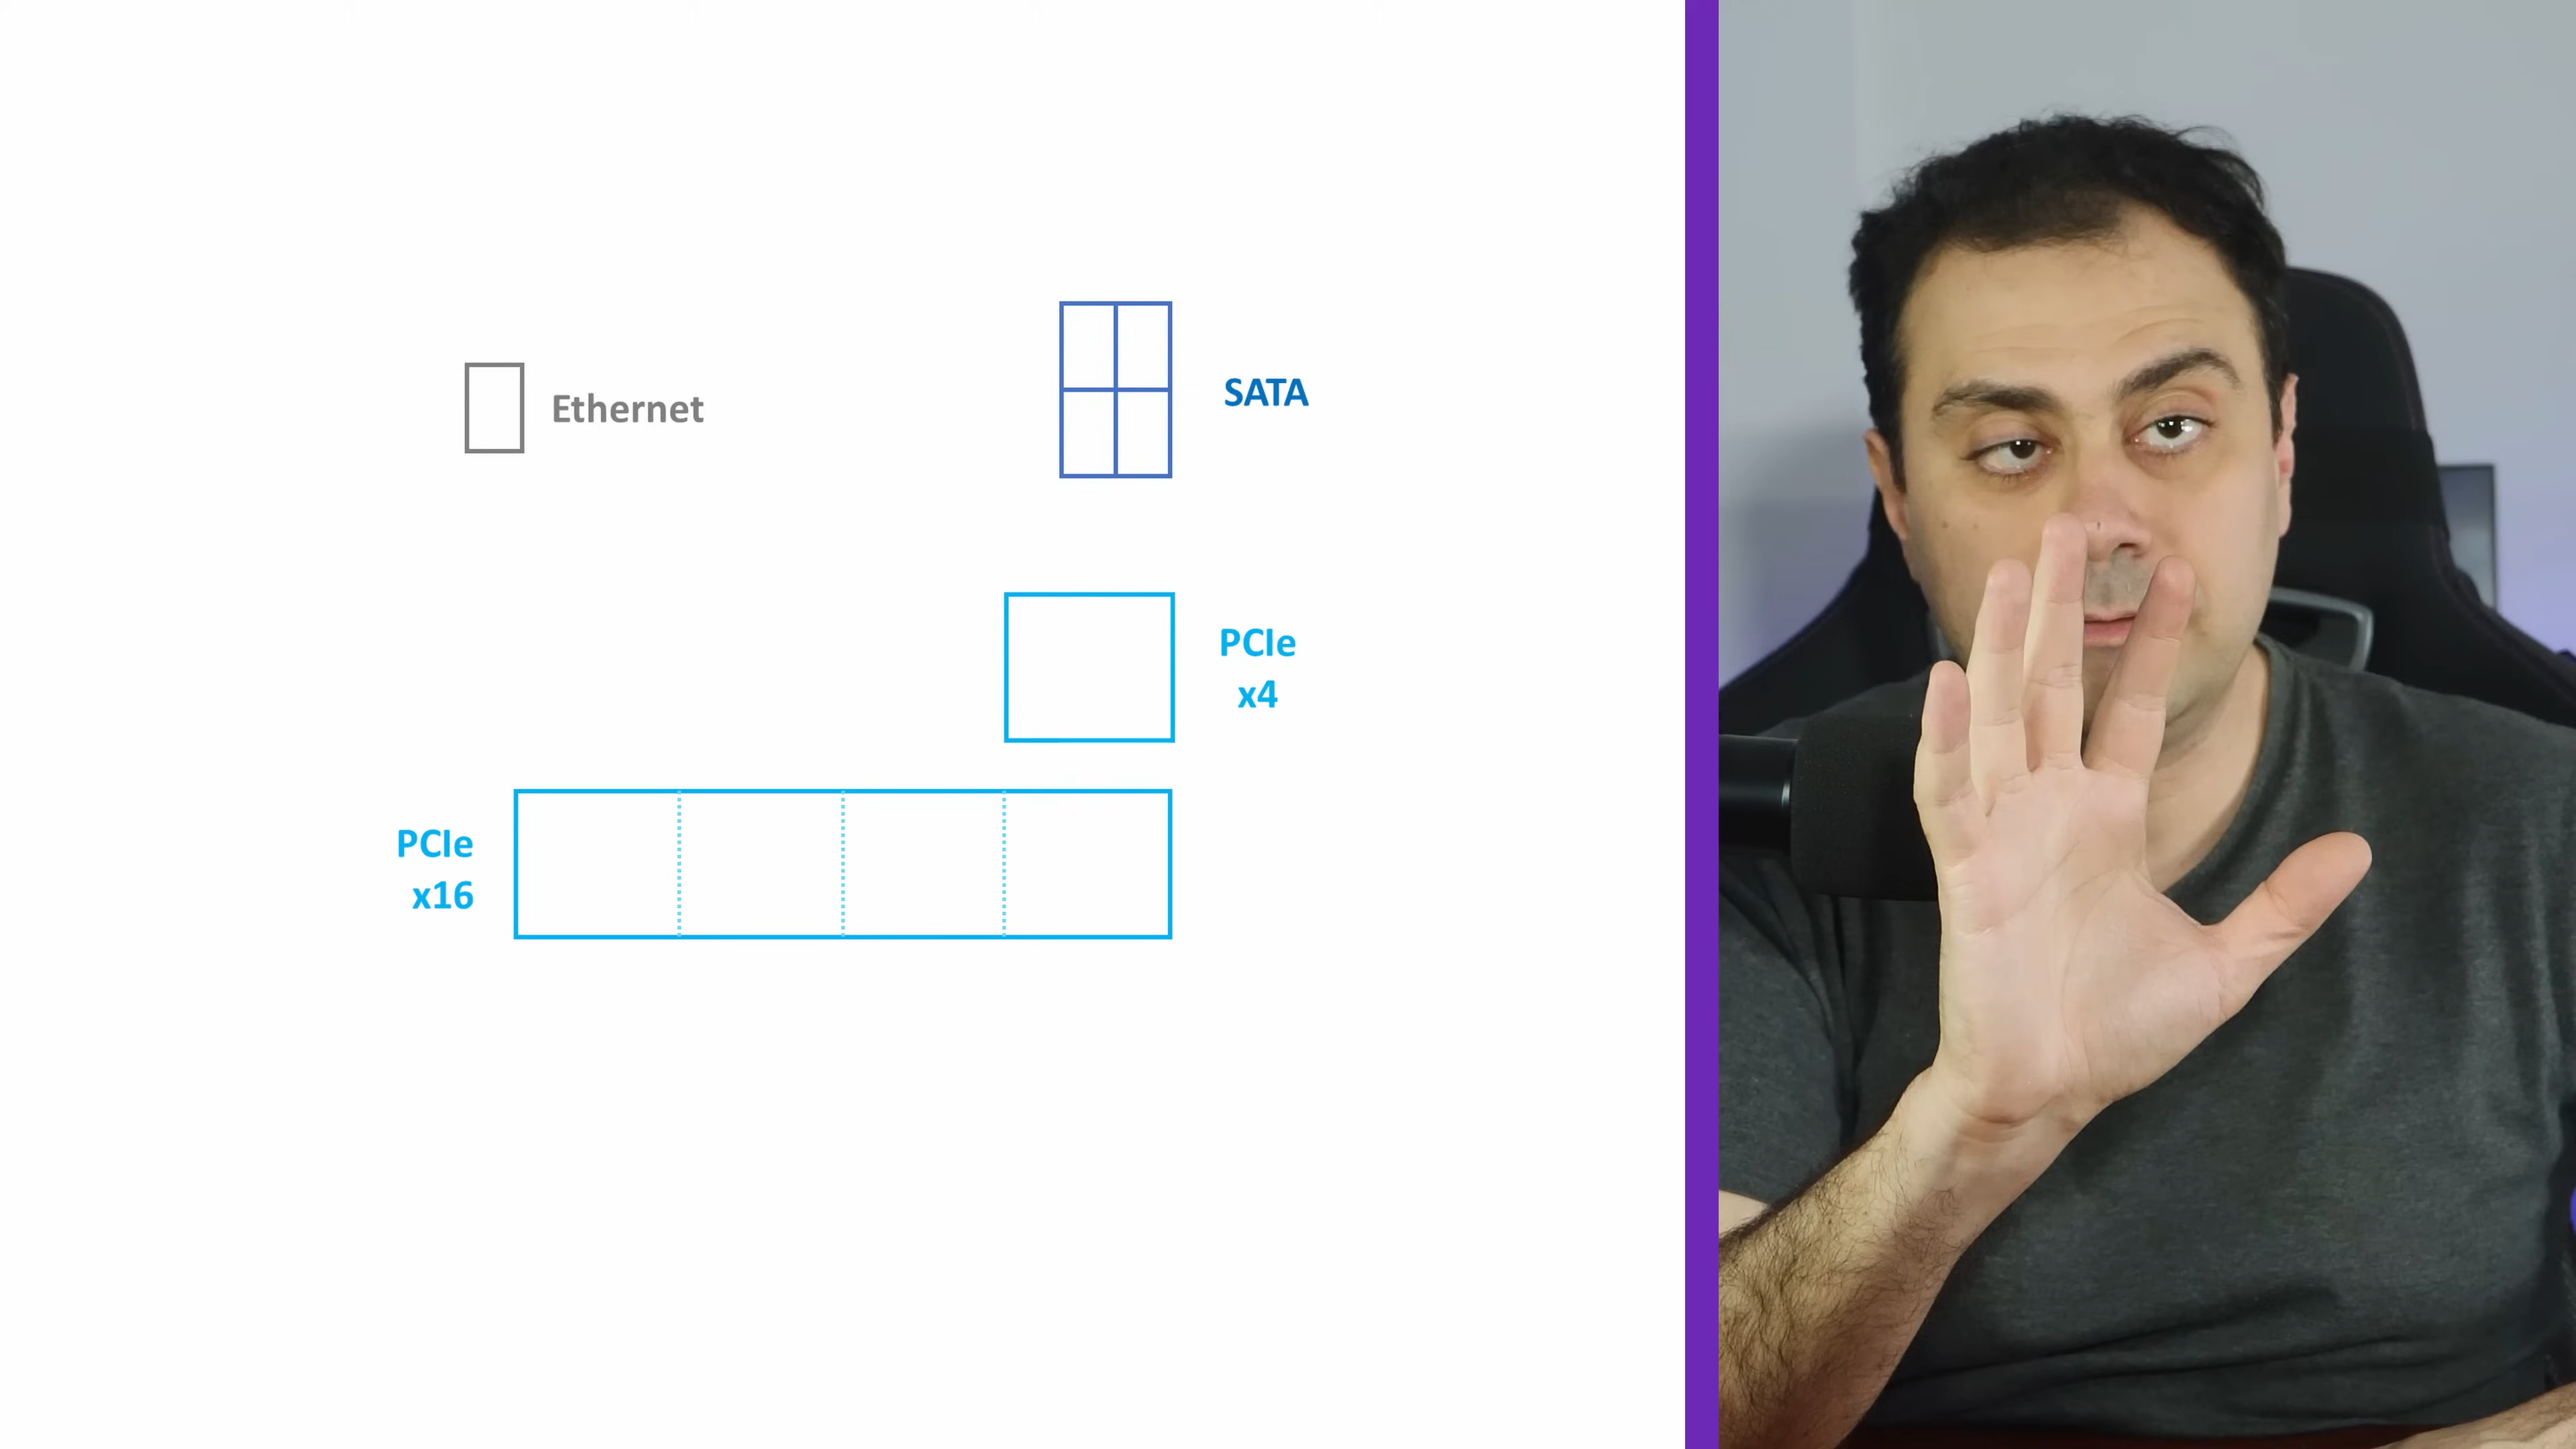 Ethernet
SATA
PCIe
x4
PCIe
x16